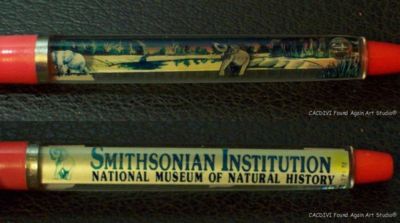 CACDIVI Found Again Art Studio®
SMITHSONIAN INSTITUTION
NATIONAL MUSEUM OF NATURAL HISTORY
CACDIVI Found Again Art Studio®